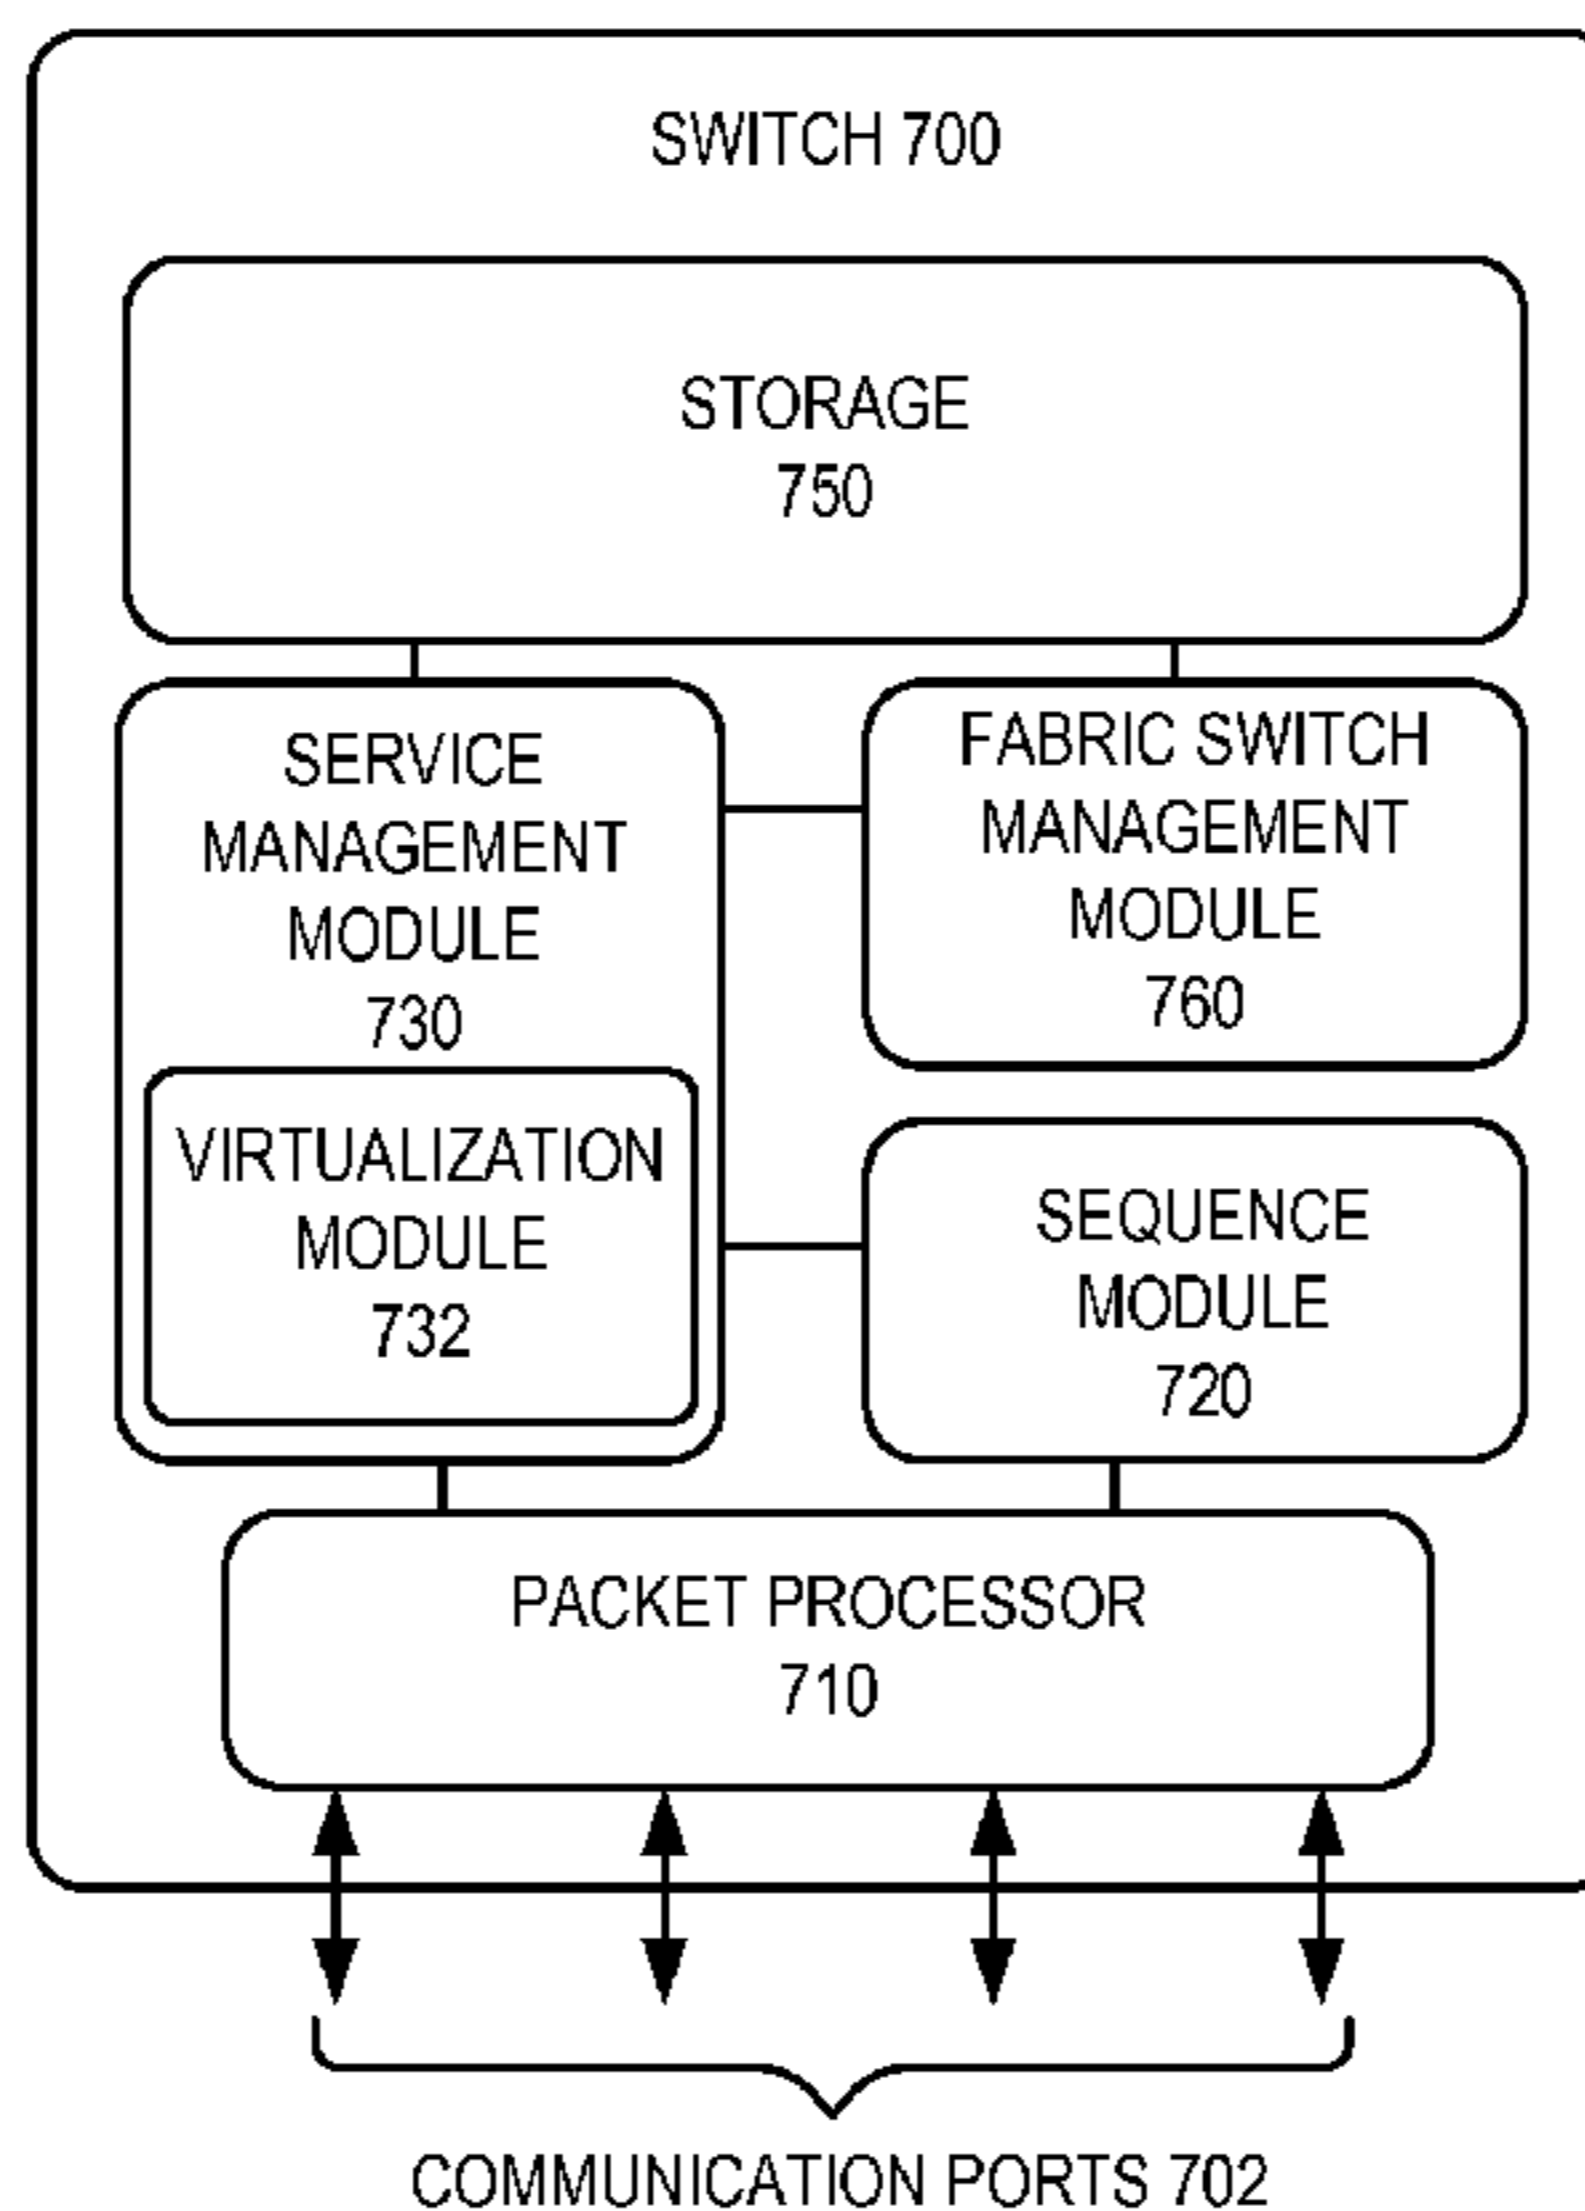 SWITCH 700
STORAGE
750
SERVICE
MANAGEMENT
MODULE
730
VIRTUALIZATION
MODULE
732
FABRIC SWITCH
MANAGEMENT
MODULE
760
SEQUENCE
MODULE
720
PACKET PROCESSOR
710
COMMUNICATION PORTS 702